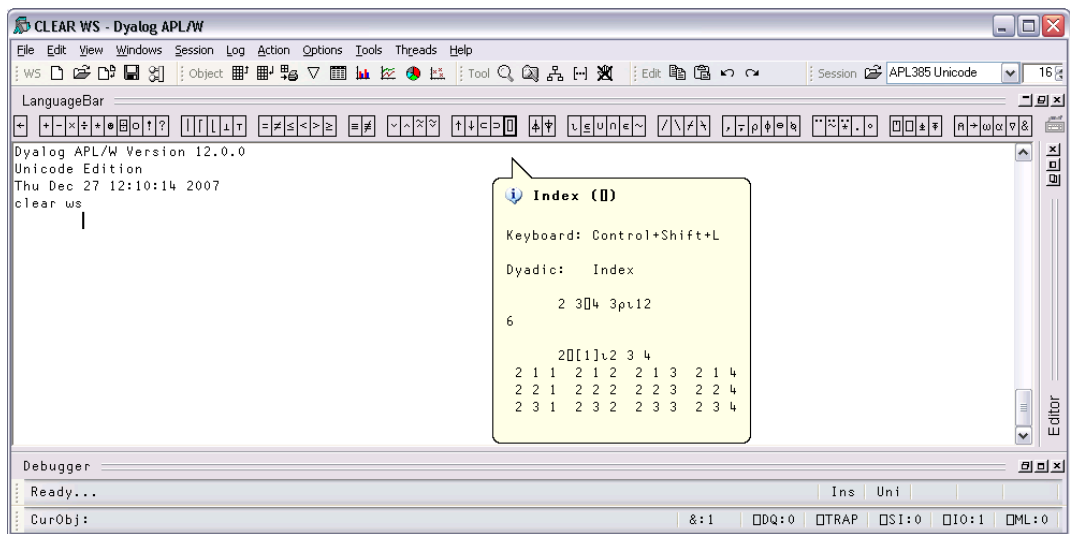 CLEAR WS - Dyalog APL/W
File Edit View Windows Session Log Action Options Tools Threads Help
WS Object Tool Edit Session APL385 Unicode 16
LanguageBar
Dyalog APL/W Version 12.0.0
Unicode Edition
Thu Dec 27 12:10:14 2007
clear ws
Index (⌷)
Keyboard: Control+Shift+L
Dyadic: Index
2 3⌷4 3⍴⍳12
6
2⌷[1]⍳2 3 4
2 1 1 2 1 2 2 1 3 2 1 4
2 2 1 2 2 2 2 2 3 2 2 4
2 3 1 2 3 2 2 3 3 2 3 4
Editor
Debugger
Ready... Ins Uni
CurObj: &:1 ⎕DQ:0 ⎕TRAP ⎕SI:0 ⎕IO:1 ⎕ML:0